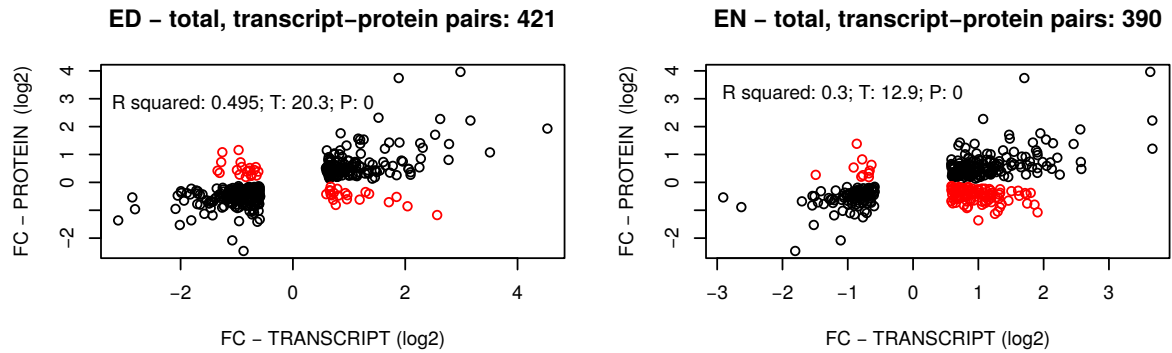 ED − total, transcript−protein pairs: 421
R squared: 0.495; T: 20.3; P: 0
FC − PROTEIN (log2)
4
3
2
1
0
−2
−2
0
2
4
FC − TRANSCRIPT (log2)
EN − total, transcript−protein pairs: 390
R squared: 0.3; T: 12.9; P: 0
FC − PROTEIN (log2)
4
3
2
1
0
−2
−3
−2
−1
0
1
2
3
FC − TRANSCRIPT (log2)